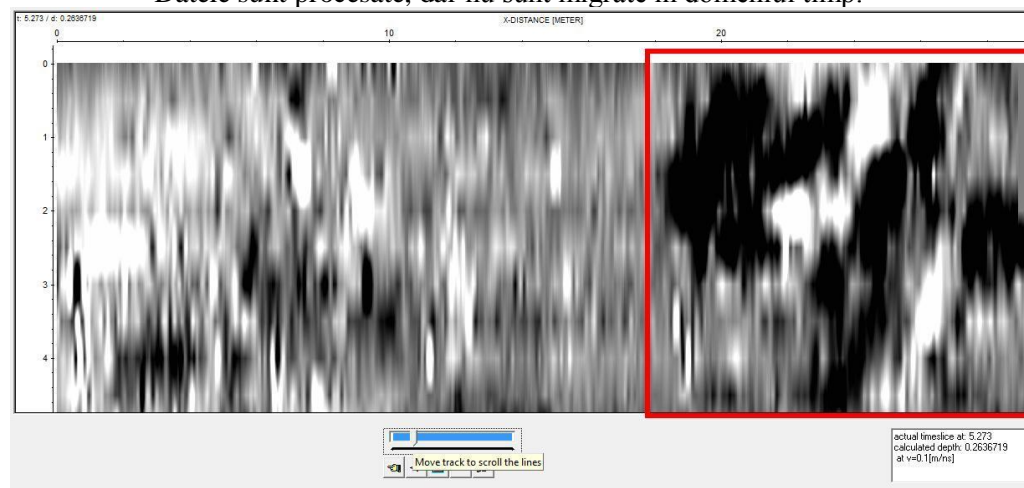 Datele sunt procesate, dar nu sunt migrate în domeniul timp.
t: 5.273 / d: 0.2636719
X-DISTANCE [METER]
0 10 20
0
1
2
3
4
Move track to scroll the lines
actual timeslice at: 5.273
calculated depth: 0.2636719
at v=0.1[m/ns]